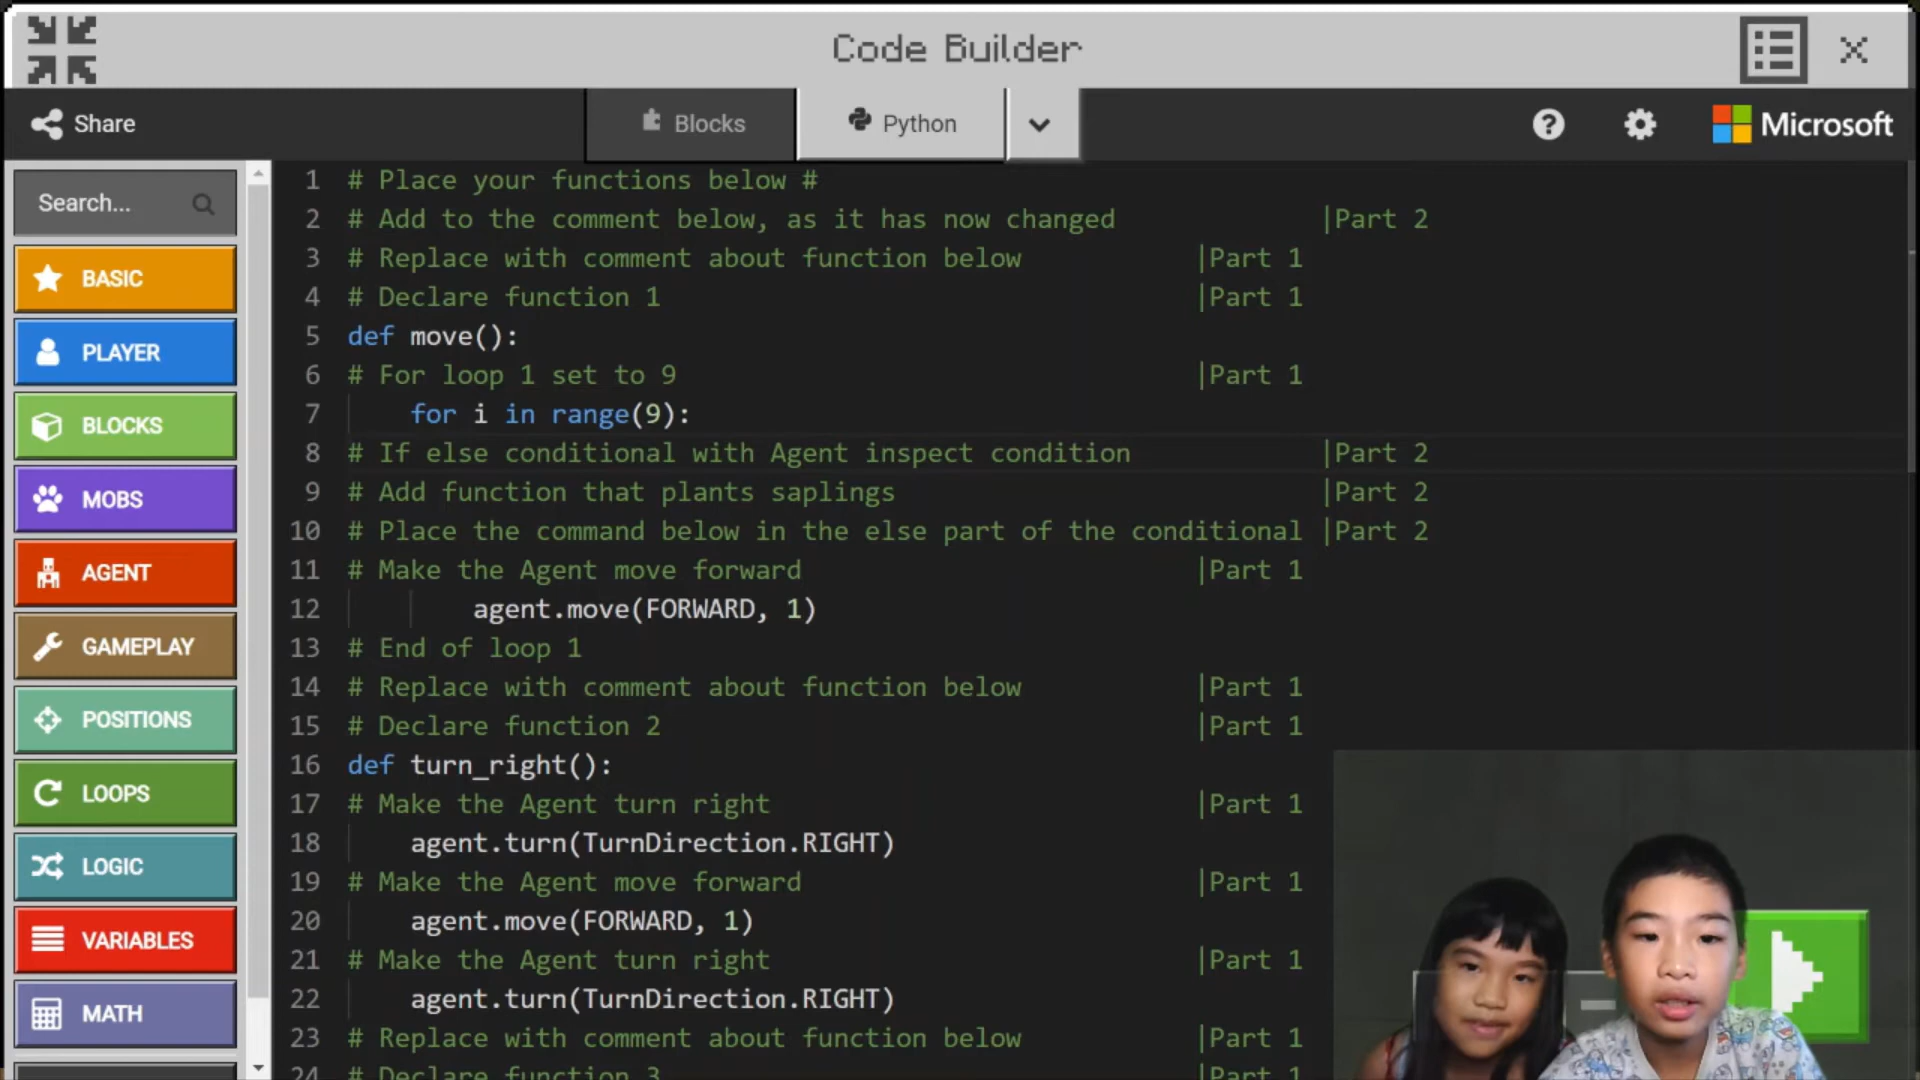 Code Builder
Share
Blocks
Python
Microsoft
Search...
BASIC
PLAYER
BLOCKS
MOBS
AGENT
GAMEPLAY
POSITIONS
LOOPS
LOGIC
VARIABLES
MATH
1 # Place your functions below #
2 # Add to the comment below, as it has now changed |Part 2
3 # Replace with comment about function below |Part 1
4 # Declare function 1 |Part 1
5 def move():
6 # For loop 1 set to 9 |Part 1
7 for i in range(9):
8 # If else conditional with Agent inspect condition |Part 2
9 # Add function that plants saplings |Part 2
10 # Place the command below in the else part of the conditional |Part 2
11 # Make the Agent move forward |Part 1
12 agent.move(FORWARD, 1)
13 # End of loop 1
14 # Replace with comment about function below |Part 1
15 # Declare function 2 |Part 1
16 def turn_right():
17 # Make the Agent turn right |Part 1
18 agent.turn(TurnDirection.RIGHT)
19 # Make the Agent move forward |Part 1
20 agent.move(FORWARD, 1)
21 # Make the Agent turn right |Part 1
22 agent.turn(TurnDirection.RIGHT)
23 # Replace with comment about function below |Part 1
24 # Declare function 3 |Part 1